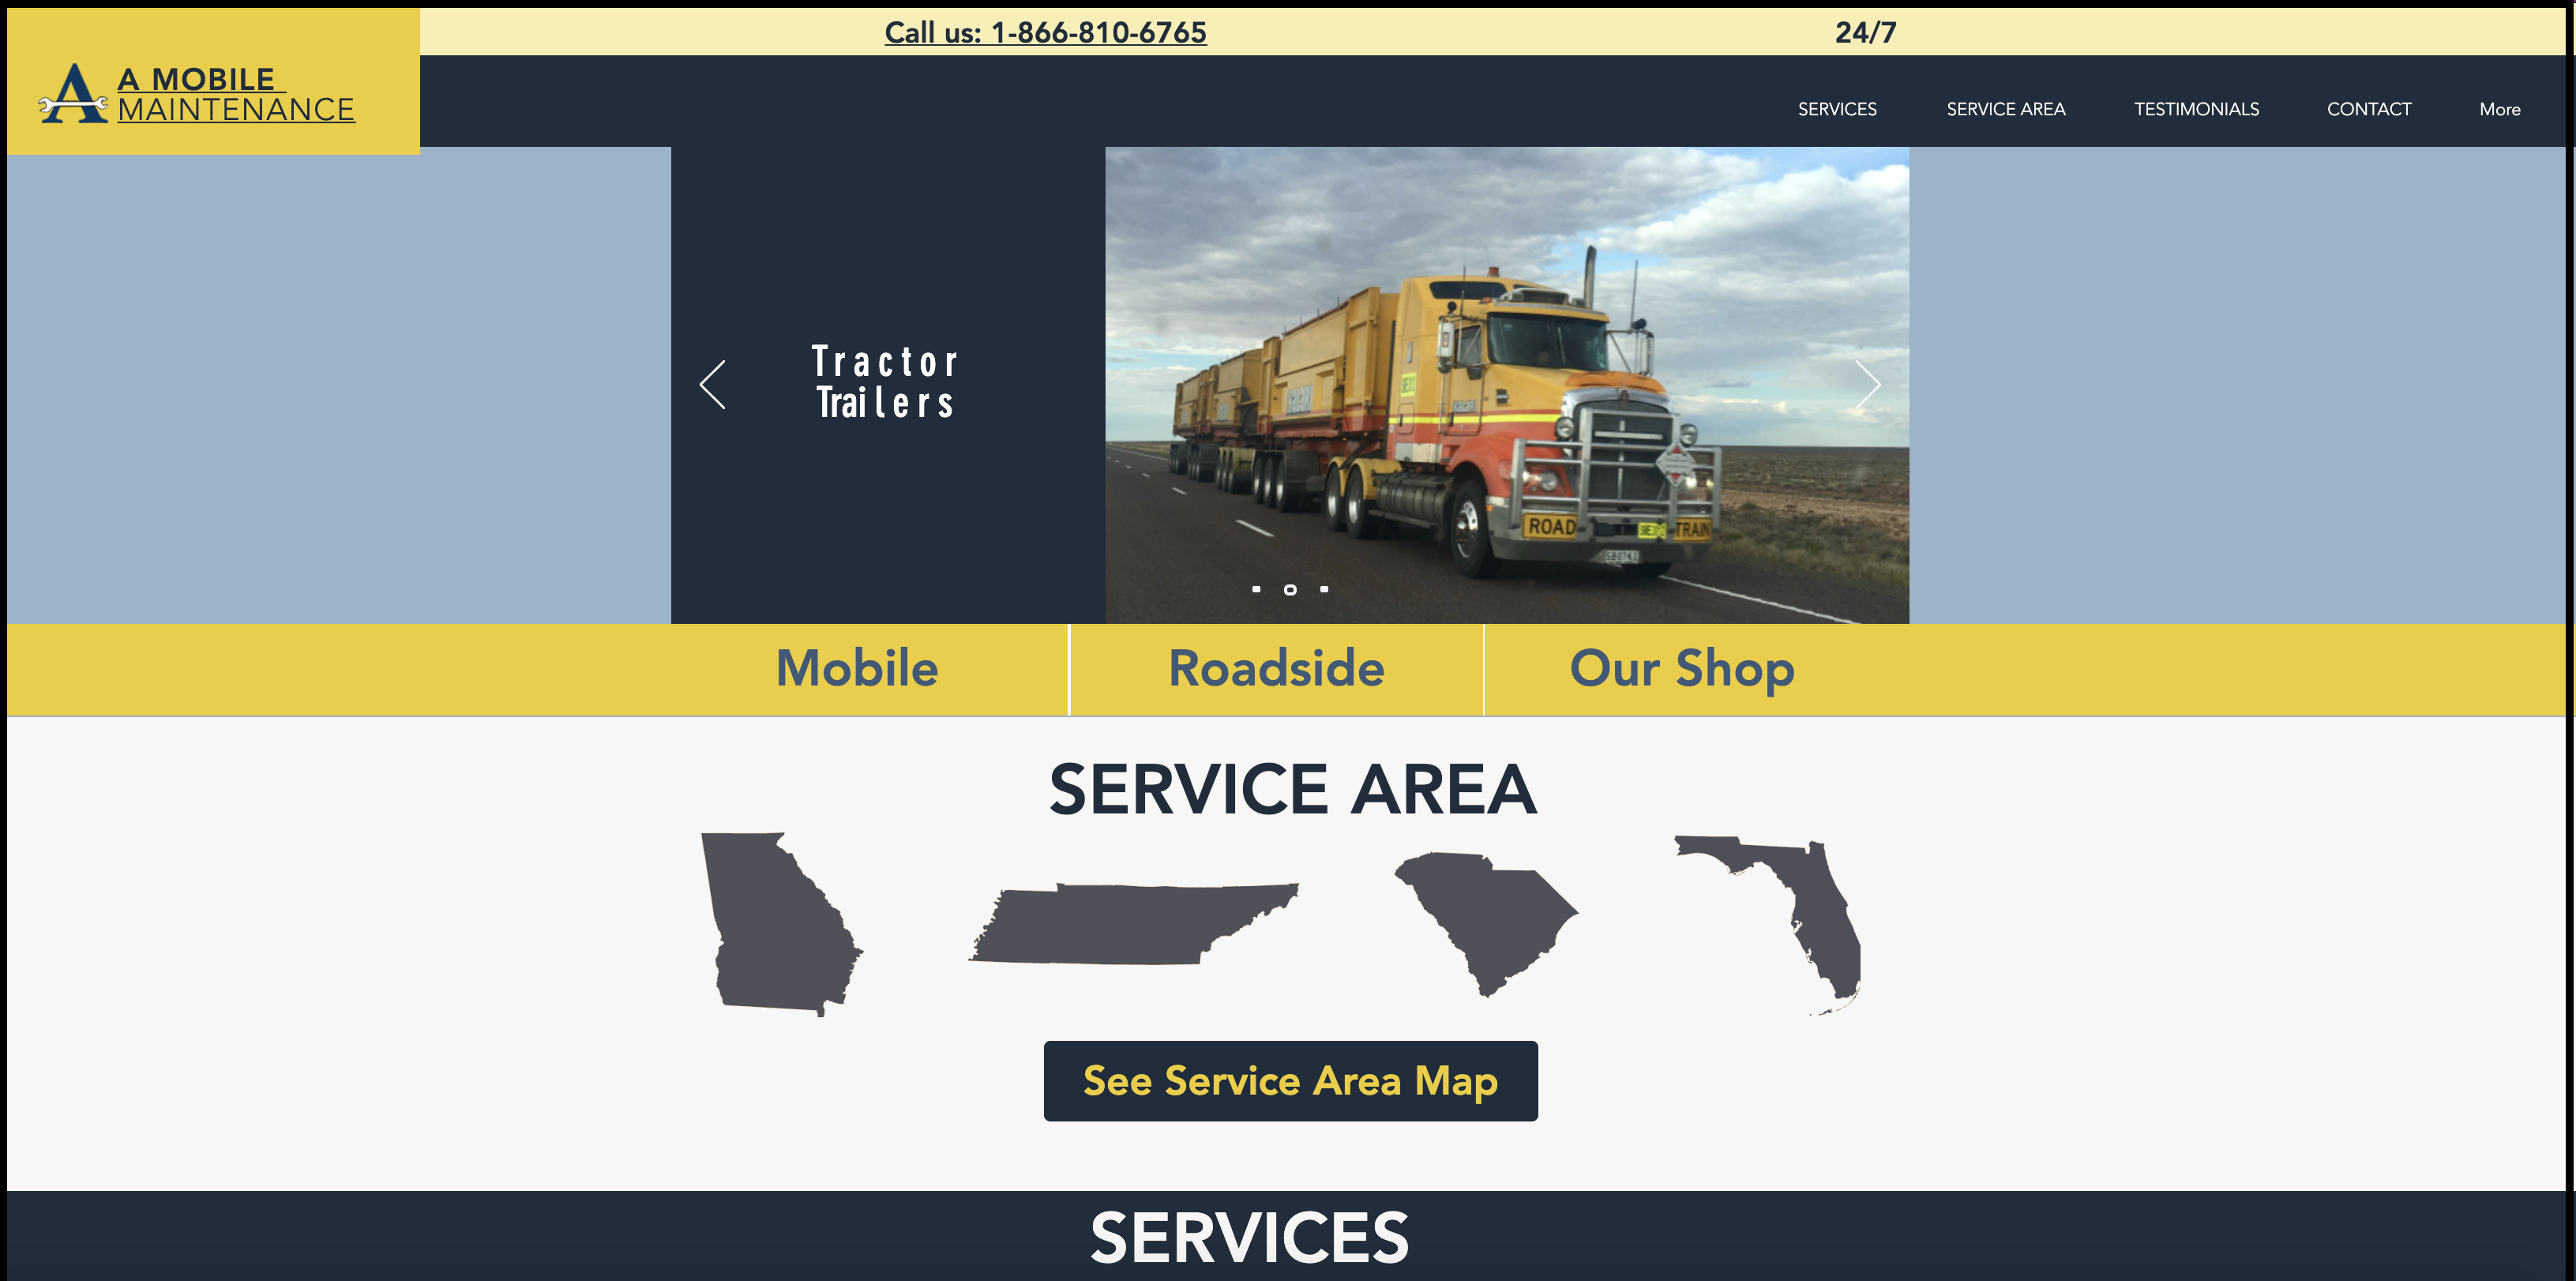 Call us: 1-866-810-6765
24/7
A MOBILE
MAINTENANCE
SERVICES
SERVICE AREA
TESTIMONIALS
CONTACT
More
Tractor
Trailers
ROAD
TRAIN
Mobile
Roadside
Our Shop
SERVICE AREA
See Service Area Map
SERVICES